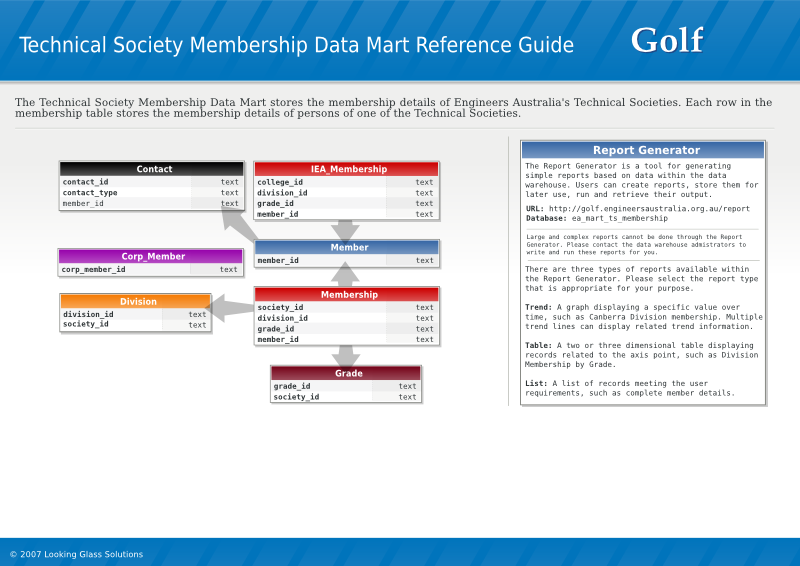 Technical Society Membership Data Mart Reference Guide
Golf
The Technical Society Membership Data Mart stores the membership details of Engineers Australia's Technical Societies. Each row in the
membership table stores the membership details of persons of one of the Technical Societies.
Contact
contact_id text
contact_type text
member_id text
IEA_Membership
college_id text
division_id text
grade_id text
member_id text
Member
member_id text
Corp_Member
corp_member_id text
Division
division_id text
society_id text
Membership
society_id text
division_id text
grade_id text
member_id text
Grade
grade_id text
society_id text
Report Generator
The Report Generator is a tool for generating
simple reports based on data within the data
warehouse. Users can create reports, store them for
later use, run and retrieve their output.
URL: http://golf.engineersaustralia.org.au/report
Database: ea_mart_ts_membership
Large and complex reports cannot be done through the Report
Generator. Please contact the data warehouse admistrators to
write and run these reports for you.
There are three types of reports available within
the Report Generator. Please select the report type
that is appropriate for your purpose.
Trend: A graph displaying a specific value over
time, such as Canberra Division membership. Multiple
trend lines can display related trend information.
Table: A two or three dimensional table displaying
records related to the axis point, such as Division
Membership by Grade.
List: A list of records meeting the user
requirements, such as complete member details.
© 2007 Looking Glass Solutions